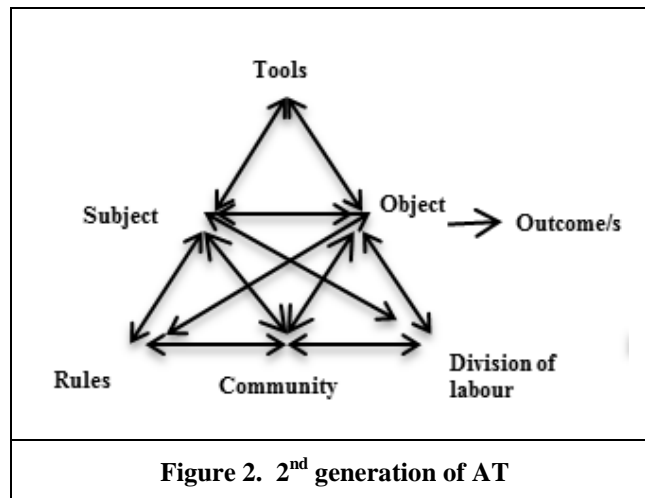 Tools
Subject
Object
Outcome/s
Rules
Community
Division of
labour
Figure 2. 2nd generation of AT